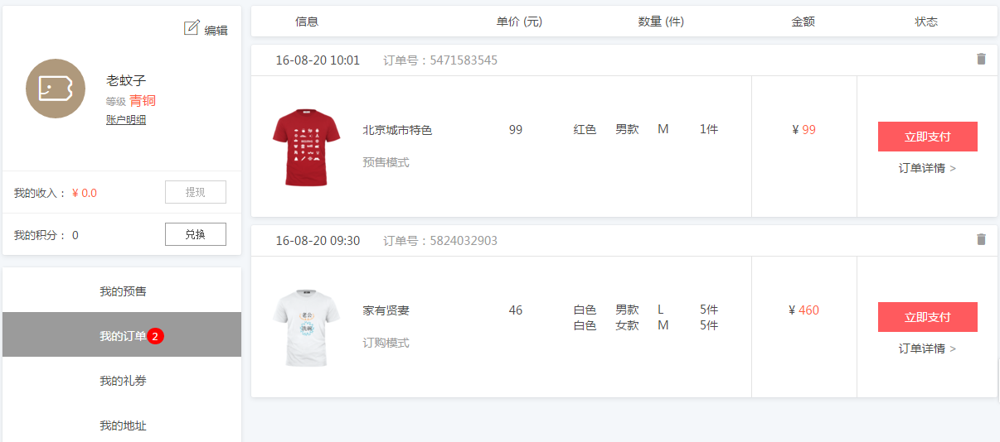 编辑
老蚊子
等级 青铜
账户明细
我的收入： ¥ 0.0 提现
我的积分： 0 兑换
我的预售
我的订单 2
我的礼券
我的地址
信息 单价 (元) 数量 (件) 金额 状态
16-08-20 10:01 订单号：5471583545
北京城市特色 99 红色 男款 M 1件 ¥ 99 立即支付
预售模式 订单详情 >
16-08-20 09:30 订单号：5824032903
家有贤妻 46 白色 男款 L 5件 ¥ 460 立即支付
白色 女款 M 5件
订购模式 订单详情 >
老公
洗碗